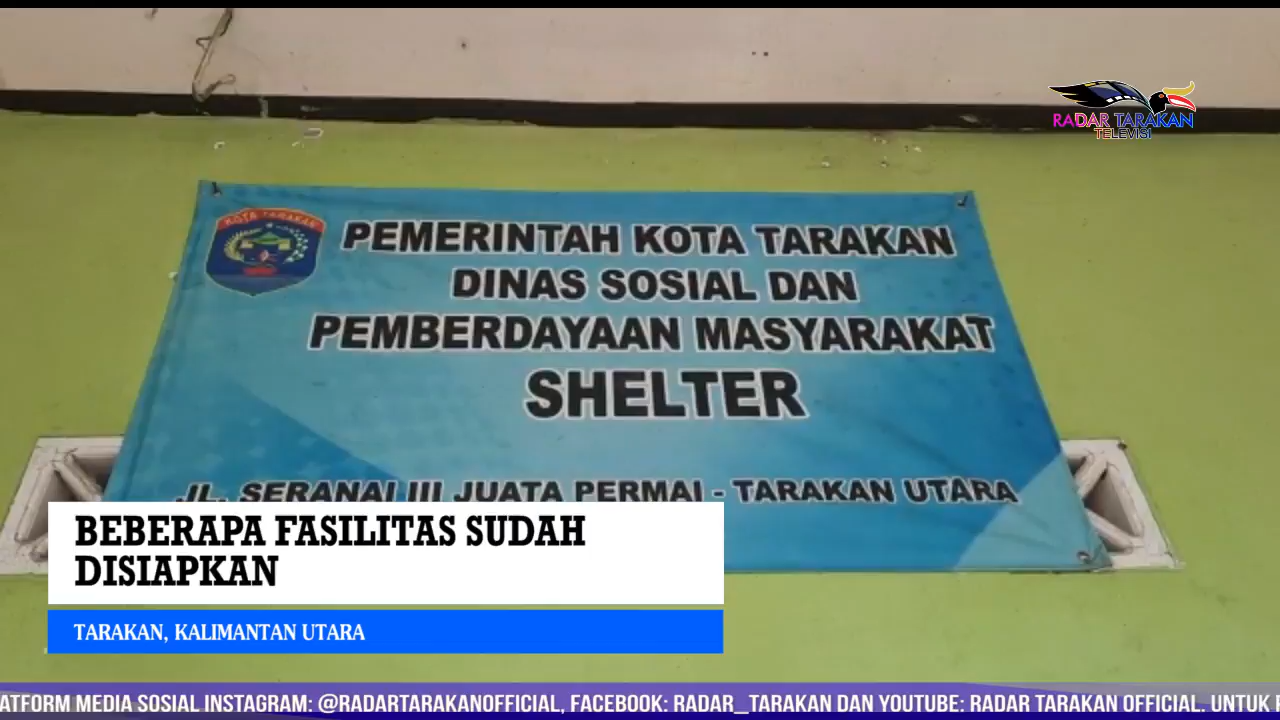 RADAR TARAKAN
TELEVISI
KOTA TARAKAN
PEMERINTAH KOTA TARAKAN
DINAS SOSIAL DAN
PEMBERDAYAAN MASYARAKAT
SHELTER
JL. SERANAI III JUATA PERMAI - TARAKAN UTARA
BEBERAPA FASILITAS SUDAH
DISIAPKAN
TARAKAN, KALIMANTAN UTARA
ATFORM MEDIA SOSIAL INSTAGRAM: @RADARTARAKANOFFICIAL, FACEBOOK: RADAR_TARAKAN DAN YOUTUBE: RADAR TARAKAN OFFICIAL. UNTUK